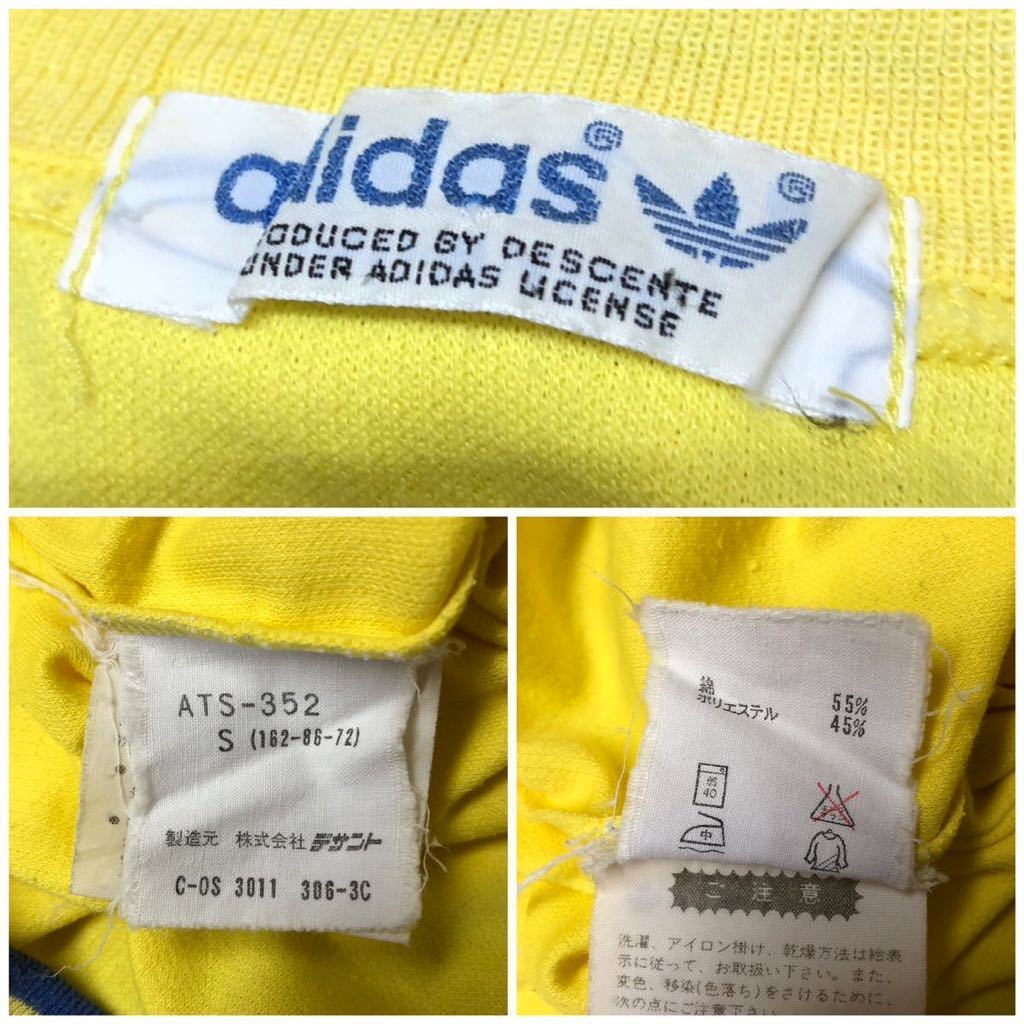 adidas® ®
ODUCED BY DESCENTE
UNDER ADIDAS LICENSE
ATS-352
S (162-86-72)
製造元 株式会社 デサント
C-OS 3011 306-3C
綿 55%
ポリエステル 45%
弱
40
中
ご注意
洗濯、アイロン掛け、乾燥方法は絵表
示に従って、お取扱い下さい。また、
変色、移染(色落ち)をさけるために、
次の点にご注意下さい